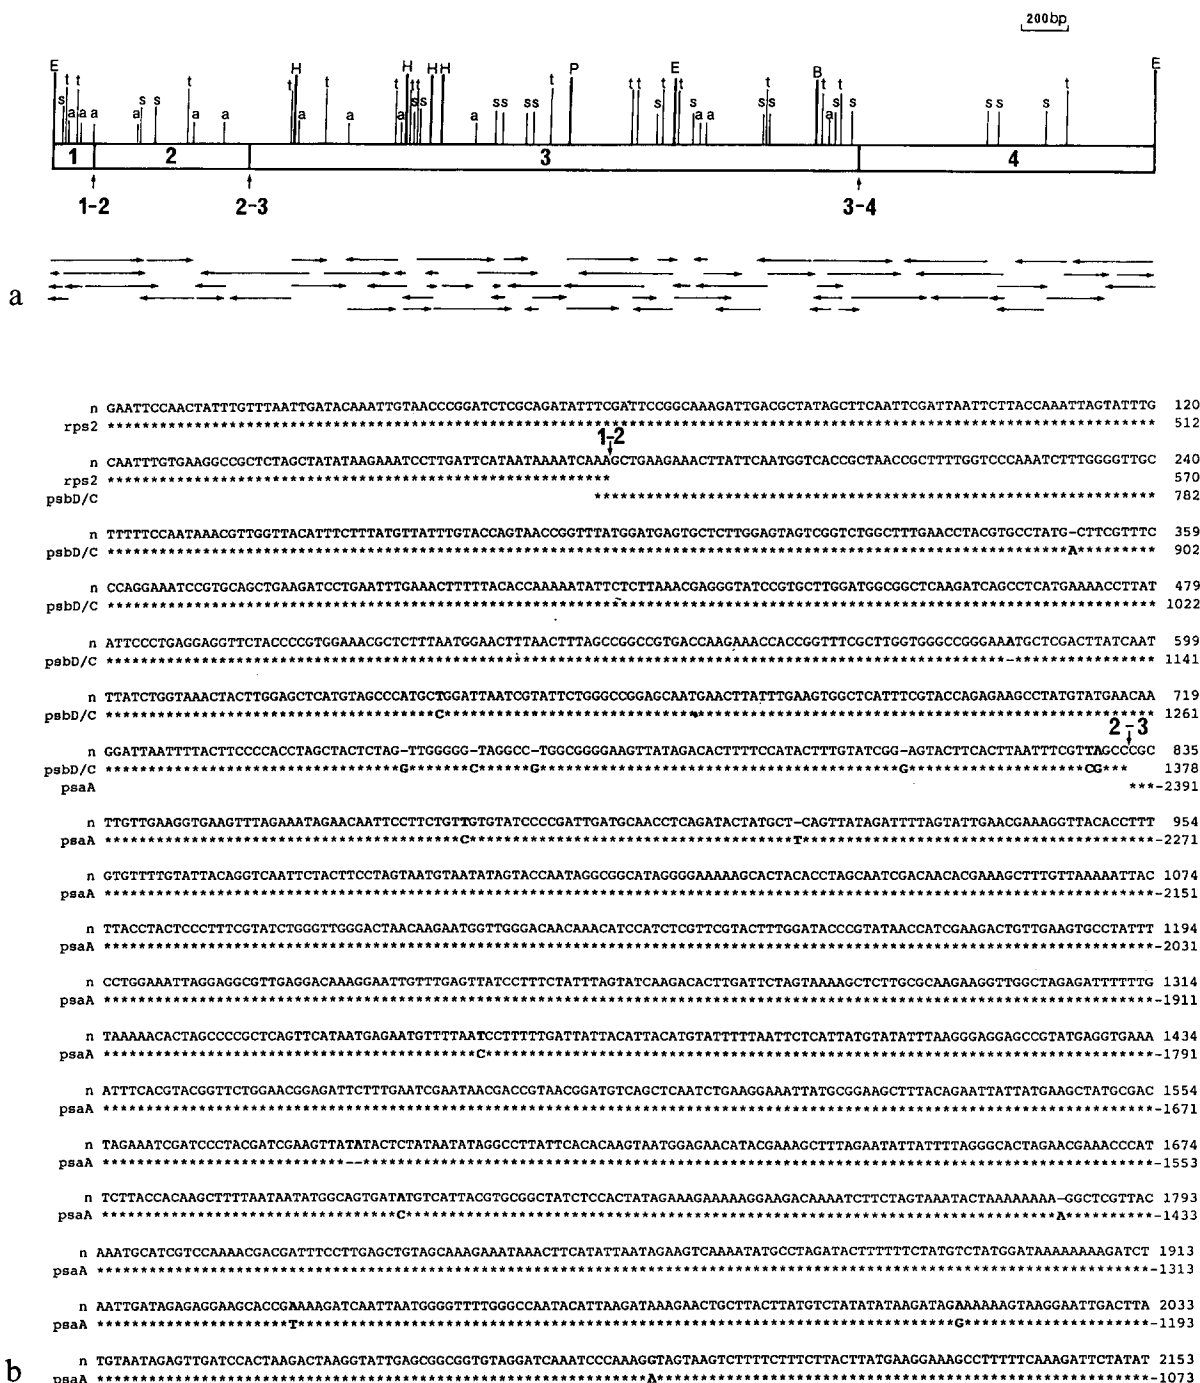 200bp
E s t a t a a a s s t a a t H a t a t a H s t t s H H a s s s s t P t t s t E t s a a s t s B t a s t s s s s t E
1 2 3 4
1-2 2-3 3-4
a
n GAATTCCAACTATTTGTTTAATTGATACAAATTGTAACCCGGATCTCGCAGATATTTCGATTCCGGCAAAGATTGACGCTATAGCTTCAATTCGATTAATTCTTACCAAATTAGTATTTG 120
rps2 ************************************************************************************************************************ 512
1-2
n CAATTTGTGAAGGCCGCTCTAGCTATATAAGAAATCCTTGATTCATAATAAAATCAAAGCTGAAGAAACTTATTCAATGGTCACCGCTAACCGCTTTTGGTCCCAAATCTTTGGGGTTGC 240
rps2 ********************************************************** 570
psbD/C **************************************************************** 782
n TTTTTCCAATAAACGTTGGTTACATTTCTTTATGTTATTTGTACCAGTAACCGGTTTATGGATGAGTGCTCTTGGAGTAGTCGGTCTGGCTTTGAACCTACGTGCCTATG-CTTCGTTTC 359
psbD/C **************************************************************************************************************A********* 902
n CCAGGAAATCCGTGCAGCTGAAGATCCTGAATTTGAAACTTTTTACACCAAAAATATTCTCTTAAACGAGGGTATCCGTGCTTGGATGGCGGCTCAAGATCAGCCTCATGAAAACCTTAT 479
psbD/C ************************************************************************************************************************ 1022
n ATTCCCTGAGGAGGTTCTACCCCGTGGAAACGCTCTTTAATGGAACTTTAACTTTAGCCGGCCGTGACCAAGAAACCACCGGTTTCGCTTGGTGGGCCGGGAAATGCTCGACTTATCAAT 599
psbD/C *******************************************************************************************************-**************** 1141
n TTATCTGGTAAACTACTTGGAGCTCATGTAGCCCATGCTGGATTAATCGTATTCTGGGCCGGAGCAATGAACTTATTTGAAGTGGCTCATTTCGTACCAGAGAAGCCTATGTATGAACAA 719
psbD/C **************************************C********************************************************************************* 1261
2-3
n GGATTAATTTTACTTCCCCACCTAGCTACTCTAG-TTGGGGG-TAGGCC-TGGCGGGGAAGTTATAGACACTTTTCCATACTTTGTATCGG-AGTACTTCACTTAATTTCGTTAGCCCGC 835
psbD/C **********************************G*******C******G*****************************************G********************CG*** 1378
psaA ***-2391
n TTGTTGAAGGTGAAGTTTAGAAATAGAACAATTCCTTCTGTTGTGTATCCCCGATTGATGCAACCTCAGATACTATGCT-CAGTTATAGATTTTAGTATTGAACGAAAGGTTACACCTTT 954
psaA *****************************************C*************************************T****************************************-2271
n GTGTTTTGTATTACAGGTCAATTCTACTTCCTAGTAATGTAATATAGTACCAATAGGCGGCATAGGGGAAAAAGCACTACACCTAGCAATCGACAACACGAAAGCTTTGTTAAAAATTAC 1074
psaA ************************************************************************************************************************-2151
n TTACCTACTCCCTTTCGTATCTGGGTTGGGACTAACAAGAATGGTTGGGACAACAAACATCCATCTCGTTCGTACTTTGGATACCCGTATAACCATCGAAGACTGTTGAAGTGCCTATTT 1194
psaA ************************************************************************************************************************-2031
n CCTGGAAATTAGGAGGCGTTGAGGACAAAGGAATTGTTTGAGTTATCCTTTCTATTTAGTATCAAGACACTTGATTCTAGTAAAAGCTCTTGCGCAAGAAGGTTGGCTAGAGATTTTTTG 1314
psaA ************************************************************************************************************************-1911
n TAAAAACACTAGCCCCGCTCAGTTCATAATGAGAATGTTTTAATCCTTTTTGATTATTACATTACATGTATTTTTAATTCTCATTATGTATATTTAAGGGAGGAGCCGTATGAGGTGAAA 1434
psaA *******************************************C****************************************************************************-1791
n ATTTCACGTACGGTTCTGGAACGGAGATTCTTTGAATCGAATAACGACCGTAACGGATGTCAGCTCAATCTGAAGGAAATTATGCGGAAGCTTTACAGAATTATTATGAAGCTATGCGAC 1554
psaA ************************************************************************************************************************-1671
n TAGAAATCGATCCCTACGATCGAAGTTATATACTCTATAATATAGGCCTTATTCACACAAGTAATGGAGAACATACGAAAGCTTTAGAATATTATTTTAGGGCACTAGAACGAAACCCAT 1674
psaA ****************************--******************************************************************************************-1553
n TCTTACCACAAGCTTTTAATAATATGGCAGTGATATGTCATTACGTGCGGCTATCTCCACTATAGAAAGAAAAAGGAAGACAAAATCTTCTAGTAAATACTAAAAAAAA-GGCTCGTTAC 1793
psaA **********************************C**************************************************************************A**********-1433
n AAATGCATCGTCCAAAACGACGATTTCCTTGAGCTGTAGCAAAGAAATAAACTTCATATTAATAGAAGTCAAAATATGCCTAGATACTTTTTTCTATGTCTATGGATAAAAAAAAGATCT 1913
psaA ************************************************************************************************************************-1313
n AATTGATAGAGAGGAAGCACCGAAAAGATCAATTAATGGGGTTTTGGGCCAATACATTAAGATAAAGAACTGCTTACTTATGTCTATATATAAGATAGAAAAAAGTAAGGAATTGACTTA 2033
psaA **********************T***************************************************************************G*********************-1193
n TGTAATAGAGTTGATCCACTAAGACTAAGGTATTGAGCGGCGGTGTAGGATCAAATCCCAAAGGTAGTAAGTCTTTTCTTTCTTACTTATGAAGGAAAGCCTTTTTCAAAGATTCTATAT 2153
psaA ***************************************************************A********************************************************-1073
b